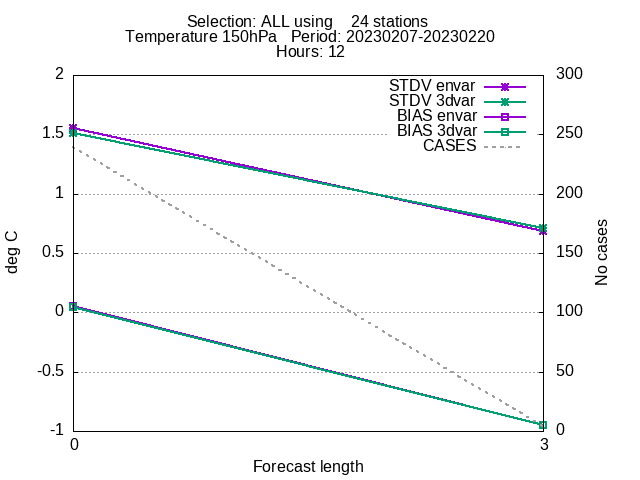 Selection: ALL using    24 stations
Temperature 150hPa   Period: 20230207-20230220
Hours: 12
2
1.5
1
0.5
0
-0.5
-1
300
250
200
150
100
50
0
STDV envar
STDV 3dvar
BIAS envar
BIAS 3dvar
CASES
deg C
No cases
0
3
Forecast length